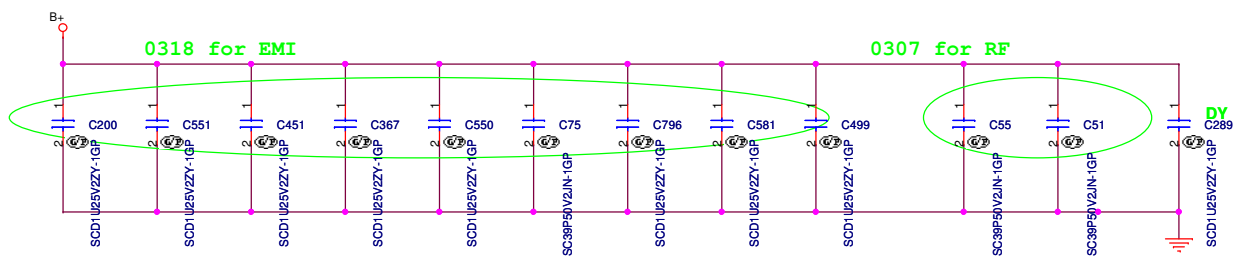 B+
0318 for EMI
0307 for RF
1 1 1 1 1 1 1 1 1 1 1 1
DY
C200 C551 C451 C367 C550 C75 C796 C581 C499 C55 C51 C289
2 2 2 2 2 2 2 2 2 2 2 2
SCD1U25V2ZY-1GP
SCD1U25V2ZY-1GP
SCD1U25V2ZY-1GP
SCD1U25V2ZY-1GP
SCD1U25V2ZY-1GP
SC39P50V2JN-1GP
SCD1U25V2ZY-1GP
SCD1U25V2ZY-1GP
SCD1U25V2ZY-1GP
SC39P50V2JN-1GP
SC39P50V2JN-1GP
SCD1U25V2ZY-1GP